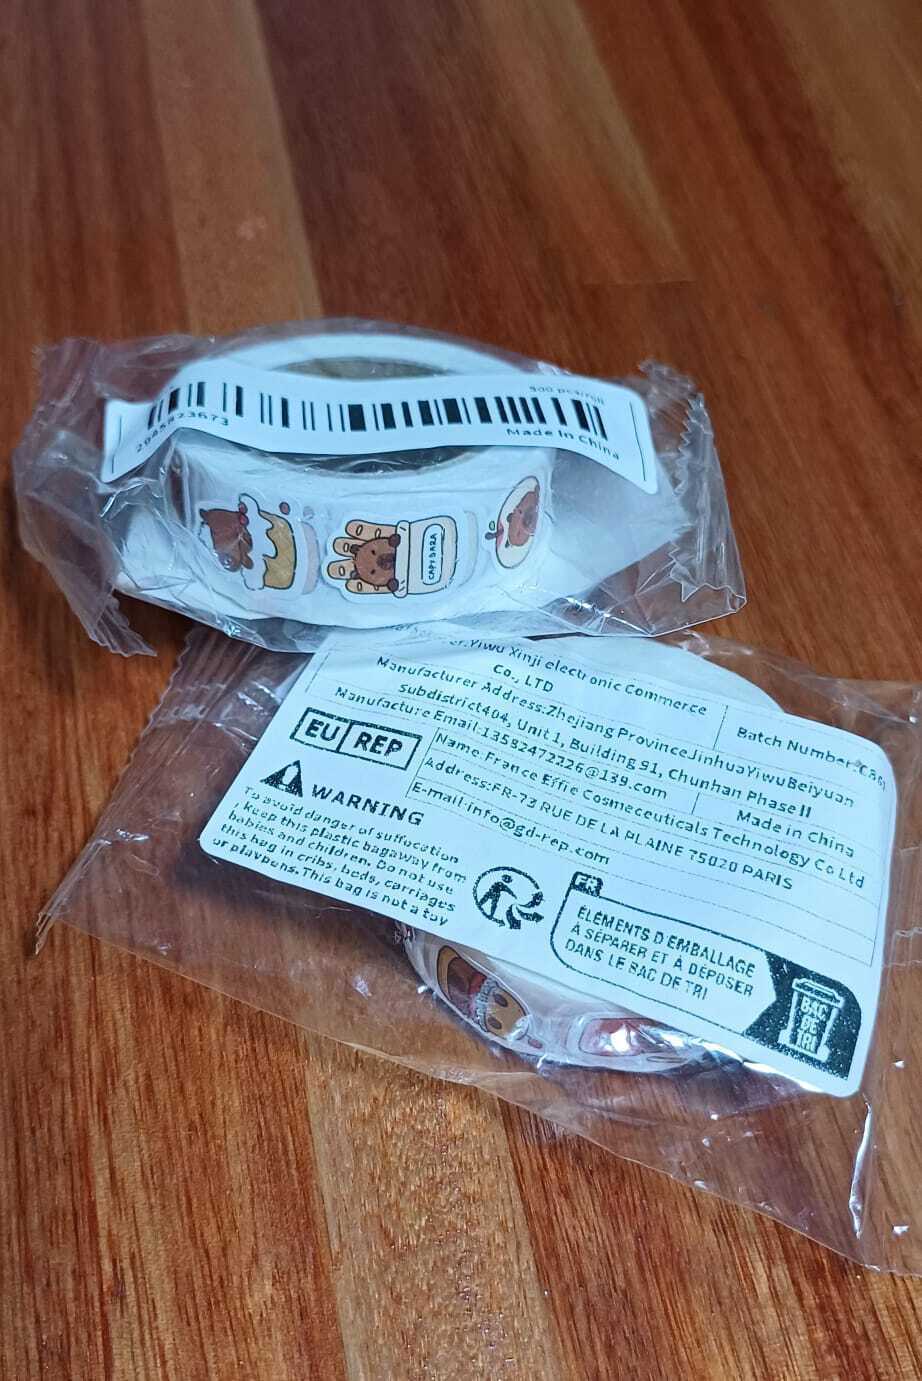 2045823673
500 pcs/roll
Made In China
CAPYBARA
Yiwu Xinji electronic Commerce
Co., LTD
Manufacturer Address:Zhejiang ProvinceJinhuaYiwuBeiyuan
Subdistrict404, Unit 1, Building 91, Chunhan Phase II
Manufacture Email:13582472226@139.com
Batch Number:
Made in China
EU REP
Name:France Effie Cosmeceuticals Technology Co Ltd
Address:FR-73 RUE DE LA PLAINE 75020 PARIS
E-mail:info@gd-rep.com
WARNING
To avoid danger of suffocation
keep this plastic bagaway from
babies and children. Do not use
this bag in cribs, beds, carriages
or playpens. This bag is not a toy
FR
ÉLÉMENTS D'EMBALLAGE
À SÉPARER ET À DÉPOSER
DANS LE BAC DE TRI
BAC
DE
TRI